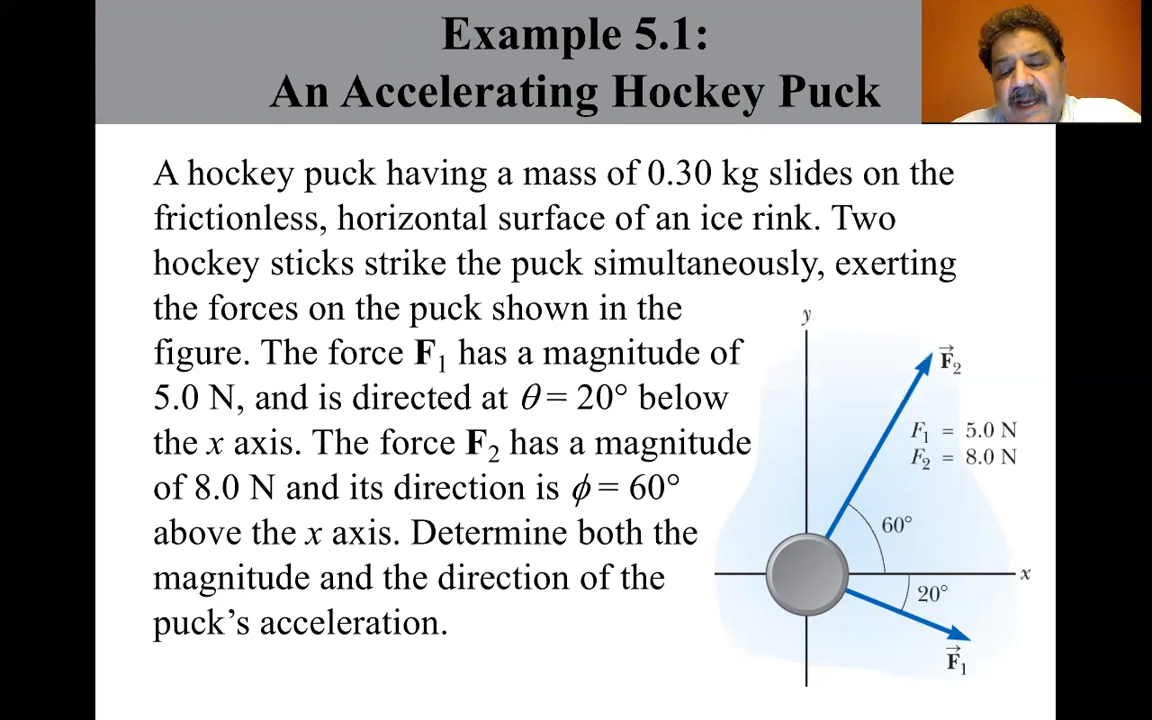 Example 5.1:
An Accelerating Hockey Puck
A hockey puck having a mass of 0.30 kg slides on the
frictionless, horizontal surface of an ice rink. Two
hockey sticks strike the puck simultaneously, exerting
the forces on the puck shown in the
figure. The force F₁ has a magnitude of
5.0 N, and is directed at θ = 20° below
the x axis. The force F₂ has a magnitude
of 8.0 N and its direction is ϕ = 60°
above the x axis. Determine both the
magnitude and the direction of the
puck’s acceleration.
y
F⃗₂
F₁ = 5.0 N
F₂ = 8.0 N
60°
x
20°
F⃗₁